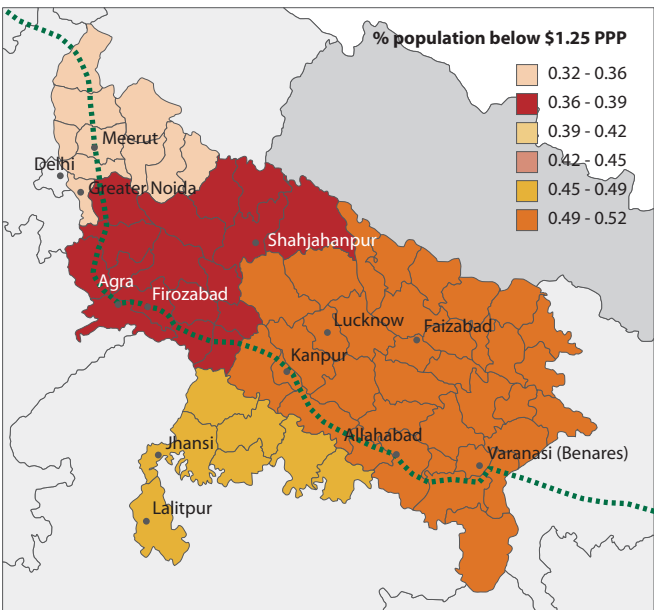 % population below $1.25 PPP
0.32 - 0.36
0.36 - 0.39
0.39 - 0.42
0.42 - 0.45
0.45 - 0.49
0.49 - 0.52
Meerut
Delhi
Greater Noida
Shahjahanpur
Agra
Firozabad
Lucknow
Faizabad
Kanpur
Allahabad
Jhansi
Varanasi (Benares)
Lalitpur